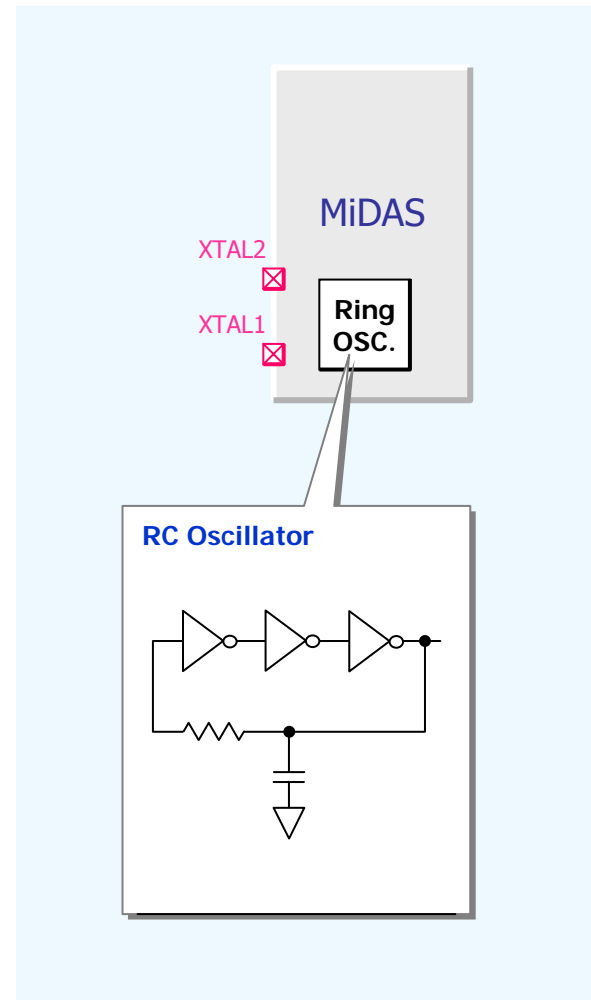 MiDAS
XTAL2
XTAL1
Ring
OSC.
RC Oscillator